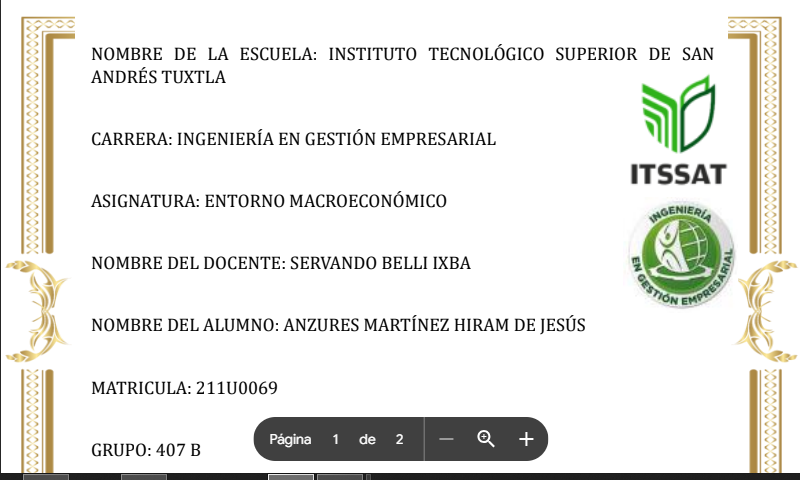 NOMBRE DE LA ESCUELA: INSTITUTO TECNOLÓGICO SUPERIOR DE SAN
ANDRÉS TUXTLA
ITSSAT
CARRERA: INGENIERÍA EN GESTIÓN EMPRESARIAL
ASIGNATURA: ENTORNO MACROECONÓMICO
INGENIERÍA
EN GESTIÓN EMPRESARIAL
NOMBRE DEL DOCENTE: SERVANDO BELLI IXBA
NOMBRE DEL ALUMNO: ANZURES MARTÍNEZ HIRAM DE JESÚS
MATRICULA: 211U0069
GRUPO: 407 B
Página 1 de 2